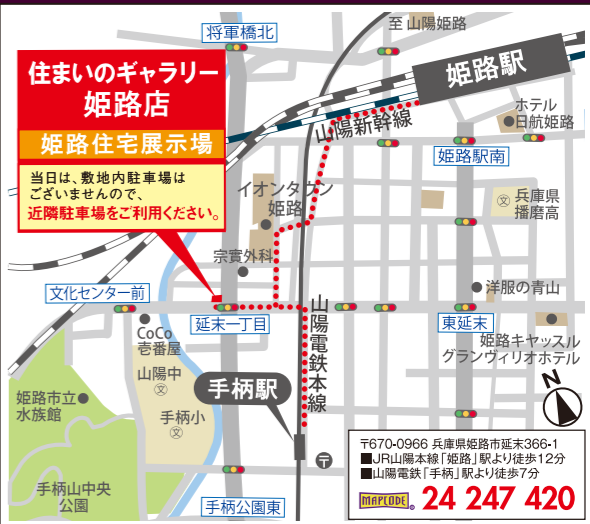 将軍橋北
至 山陽姫路
住まいのギャラリー
姫路店
姫路住宅展示場
当日は、敷地内駐車場は
ございませんので、
近隣駐車場をご利用ください。
姫路駅
山陽新幹線
ホテル
日航姫路
姫路駅南
イオンタウン
姫路
文
兵庫県
播磨高
宗實外科
洋服の青山
文化センター前
延末一丁目
東延末
山陽電鉄本線
CoCo
壱番屋
姫路キヤッスル
グランヴィリオホテル
山陽中
文
手柄駅
姫路市立
水族館
手柄小
文
手柄山中央
公園
手柄公園東
〒
N
〒670-0966 兵庫県姫路市延末366-1
■JR山陽本線「姫路」駅より徒歩12分
■山陽電鉄「手柄」駅より徒歩7分
MAPCODE® 24 247 420